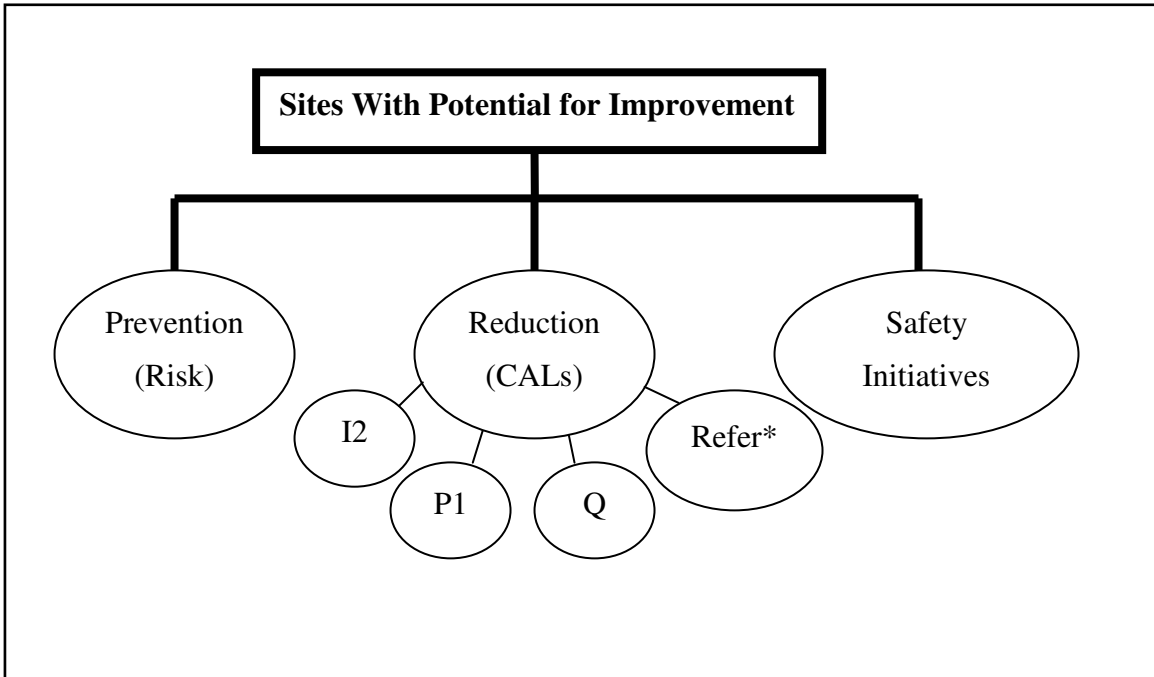 Sites With Potential for Improvement
Prevention
(Risk)
Reduction
(CALs)
Safety
Initiatives
I2
P1
Q
Refer*